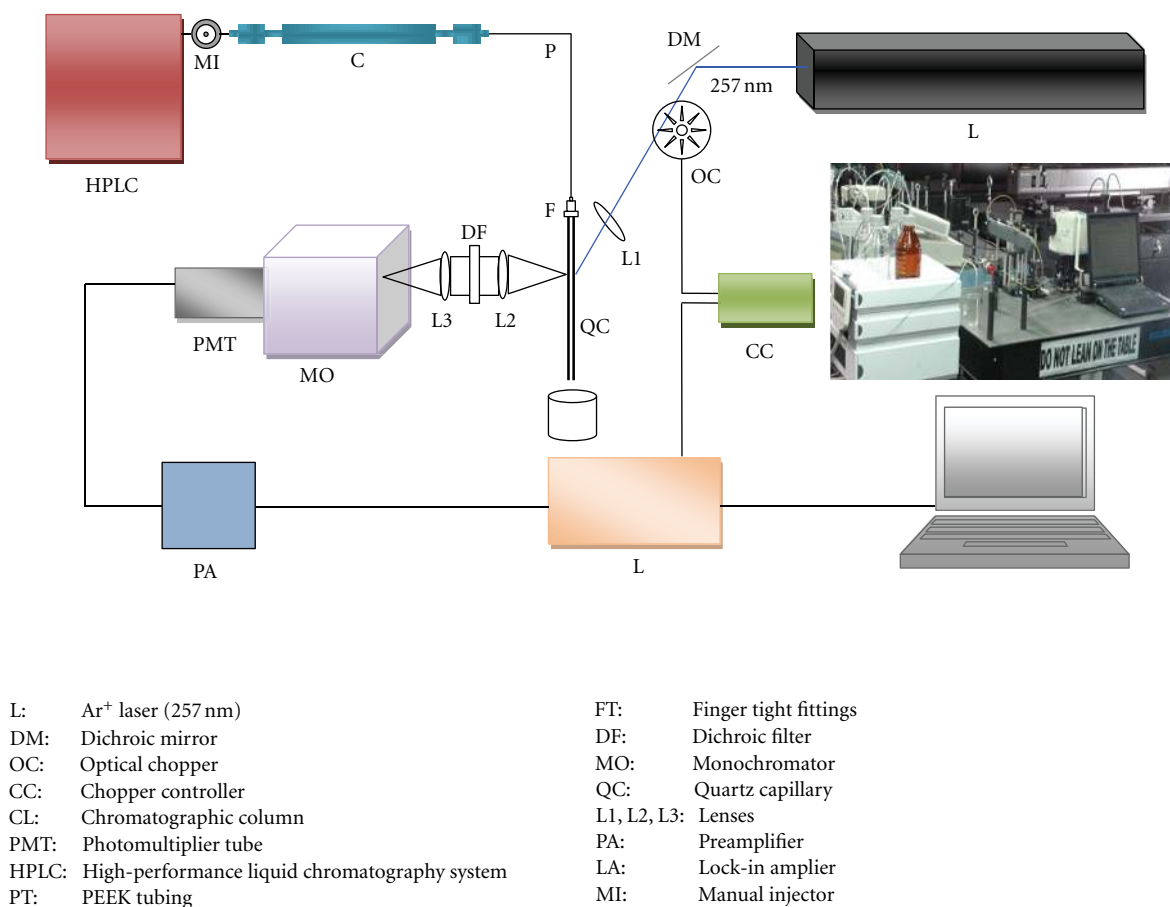 DM
MI
C
P
257 nm
L
HPLC
OC
F
DF
L1
L3
L2
QC
PMT
MO
CC
DO NOT LEAN ON THE TABLE
PA
L
L: Ar⁺ laser (257 nm)
DM: Dichroic mirror
OC: Optical chopper
CC: Chopper controller
CL: Chromatographic column
PMT: Photomultiplier tube
HPLC: High-performance liquid chromatography system
PT: PEEK tubing
FT: Finger tight fittings
DF: Dichroic filter
MO: Monochromator
QC: Quartz capillary
L1, L2, L3: Lenses
PA: Preamplifier
LA: Lock-in amplier
MI: Manual injector